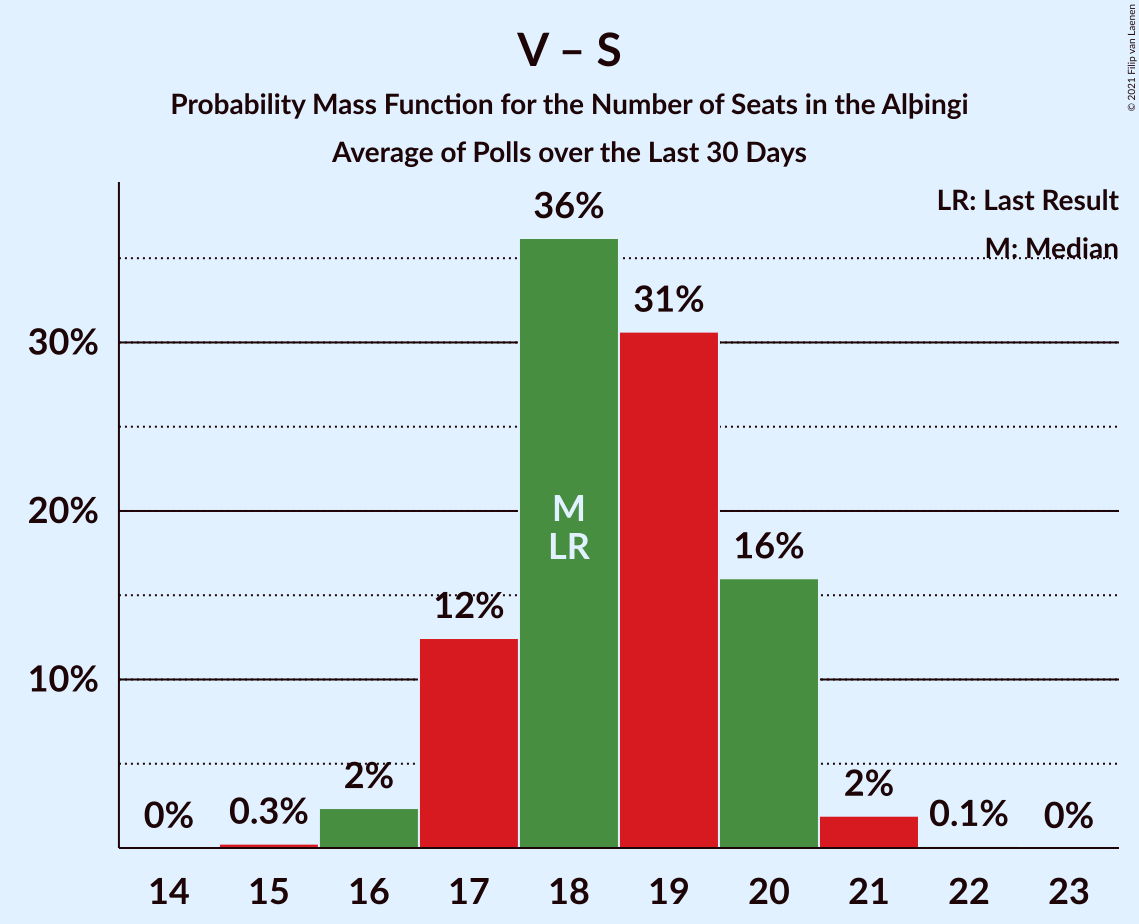 © 2021 Filip van Laenen
V – S
Probability Mass Function for the Number of Seats in the Alþingi
Average of Polls over the Last 30 Days
LR: Last Result
M: Median
30%
20%
10%
0%
0.3%
2%
12%
36%
31%
16%
2%
0.1%
0%
M
LR
14 15 16 17 18 19 20 21 22 23